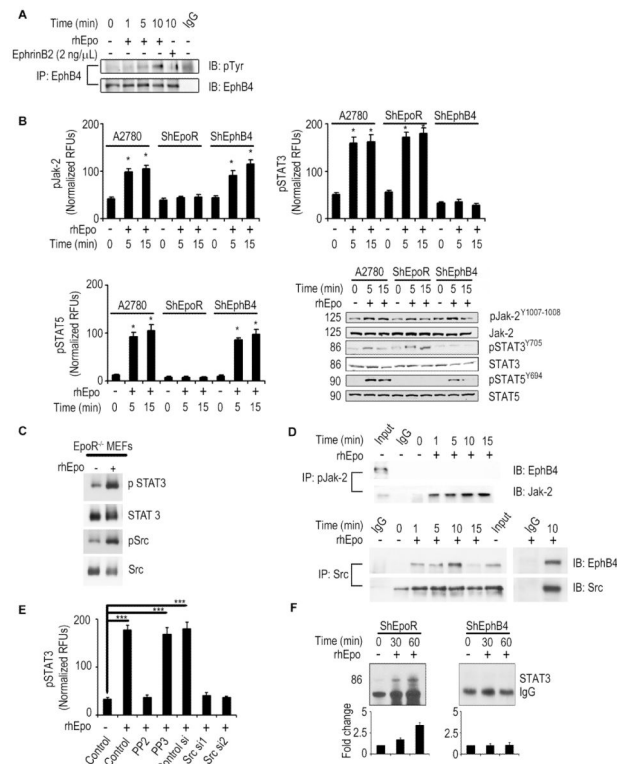 A
Time (min) 0 1 5 10 10 IgG
rhEpo - + + + - -
EphrinB2 (2 ng/µL) - - - - + -
IP: EphB4
IB: pTyr
IB: EphB4
B
pJak-2
(Normalized RFUs)
200
100
0
A2780 ShEpoR ShEphB4
* * * *
rhEpo - + + - + + - + +
Time (min) 0 5 15 0 5 15 0 5 15
pSTAT3
(Normalized RFUs)
200
100
0
A2780 ShEpoR ShEphB4
* * * *
rhEpo - + + - + + - + +
Time (min) 0 5 15 0 5 15 0 5 15
pSTAT5
(Normalized RFUs)
200
100
0
A2780 ShEpoR ShEphB4
* * * *
rhEpo - + + - + + - + +
Time (min) 0 5 15 0 5 15 0 5 15
A2780 ShEpoR ShEphB4
Time (min) 0 5 15 0 5 15 0 5 15
rhEpo - + + - + + - + +
125 pJak-2Y1007-1008
125 Jak-2
86 pSTAT3Y705
86 STAT3
90 pSTAT5Y694
90 STAT5
C
EpoR-/- MEFs
rhEpo - +
p STAT3
STAT 3
pSrc
Src
D
Time (min) Input IgG 0 1 5 10 15
rhEpo - - - + + + +
IP: pJak-2
IB: EphB4
IB: Jak-2
Time (min) IgG 0 1 5 10 15 Input
rhEpo - - + + + + -
IgG 10
- +
IP: Src
IB: EphB4
IB: Src
E
pSTAT3
(Normalized RFUs)
200
100
0
***
***
***
rhEpo - + + + + + +
Control Control PP2 PP3 Control si Src si1 Src si2
F
ShEpoR
Time (min) 0 30 60
rhEpo - + +
86
ShEphB4
0 30 60
- + +
STAT3
IgG
Fold change
4
2
0
4
2
0